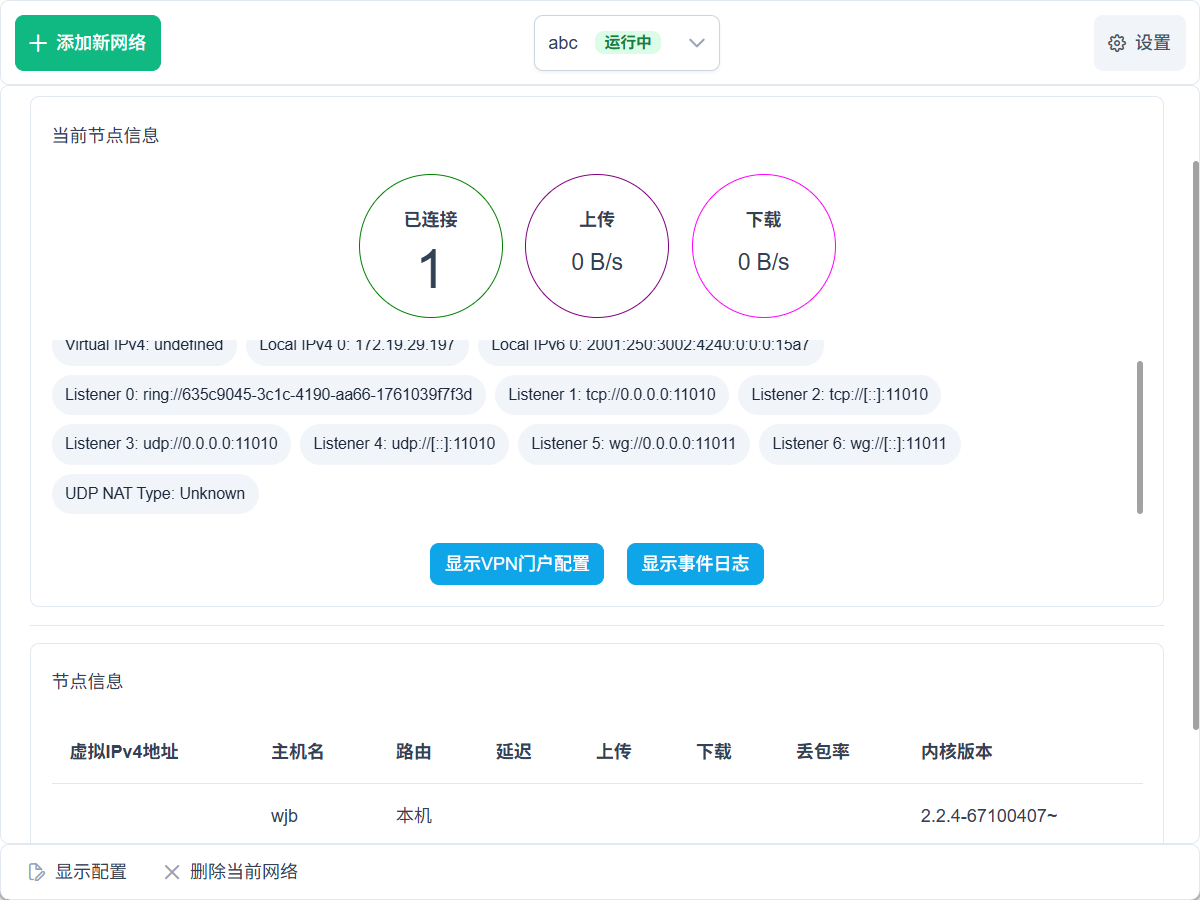 添加新网络
abc 运行中
设置
当前节点信息
已连接
1
上传
0 B/s
下载
0 B/s
Virtual IPv4: undefined Local IPv4 0: 172.19.29.197 Local IPv6 0: 2001:250:3002:4240:0:0:0:15a7
Listener 0: ring://635c9045-3c1c-4190-aa66-1761039f7f3d Listener 1: tcp://0.0.0.0:11010 Listener 2: tcp://[::]:11010
Listener 3: udp://0.0.0.0:11010 Listener 4: udp://[::]:11010 Listener 5: wg://0.0.0.0:11011 Listener 6: wg://[::]:11011
UDP NAT Type: Unknown
显示VPN门户配置 显示事件日志
节点信息
虚拟IPv4地址 主机名 路由 延迟 上传 下载 丢包率 内核版本
wjb 本机 2.2.4-67100407~
显示配置 删除当前网络